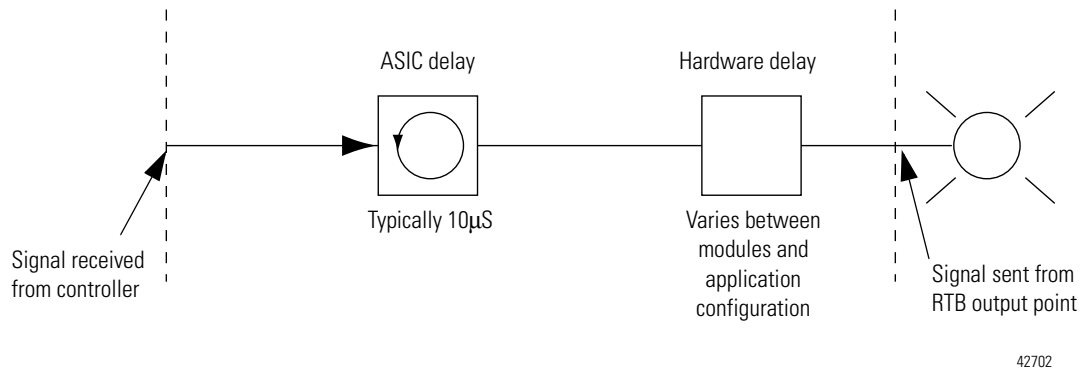 ASIC delay
Hardware delay
Typically 10µS
Varies between
modules and
application
configuration
Signal received
from controller
Signal sent from
RTB output point
42702